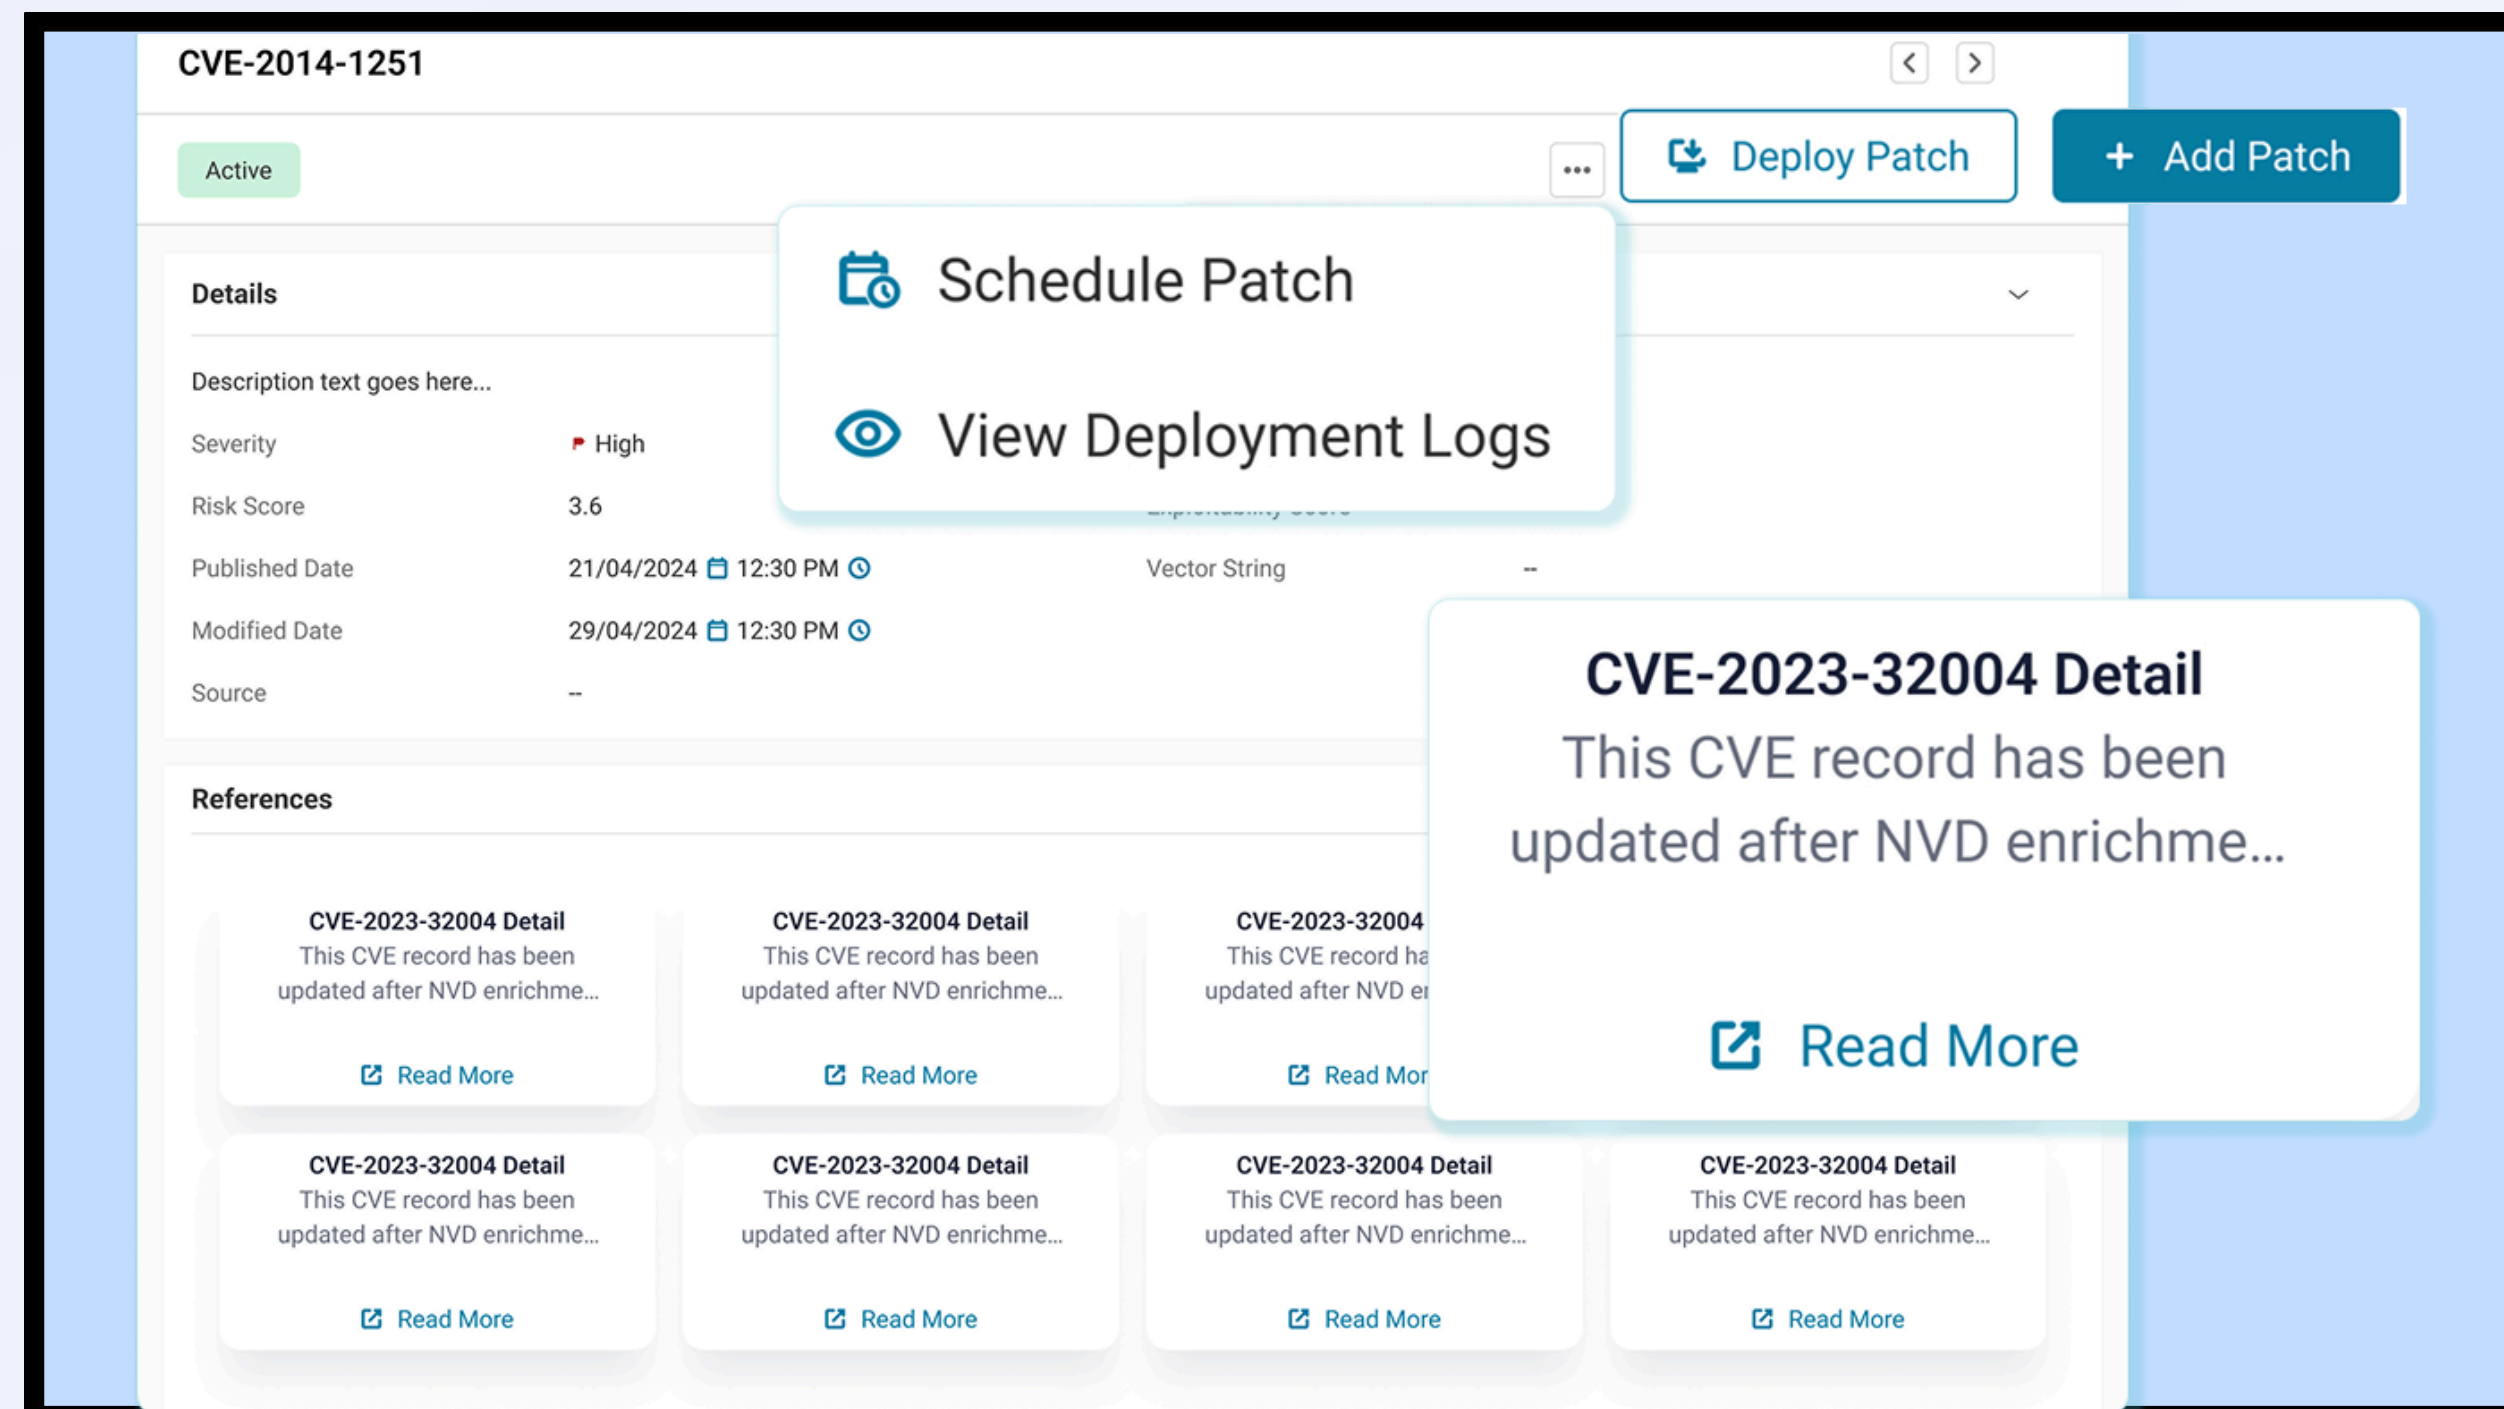 CVE-2014-1251
Active
Deploy Patch
+ Add Patch
Schedule Patch
View Deployment Logs
Details
Description text goes here...
Severity High
Risk Score 3.6
Published Date 21/04/2024 12:30 PM Vector String --
Modified Date 29/04/2024 12:30 PM
Source --
CVE-2023-32004 Detail
This CVE record has been
updated after NVD enrichme...
Read More
References
CVE-2023-32004 Detail
This CVE record has been
updated after NVD enrichme...
Read More
CVE-2023-32004 Detail
This CVE record has been
updated after NVD enrichme...
Read More
CVE-2023-32004
This CVE record
updated after NVD
Read
CVE-2023-32004 Detail
This CVE record has been
updated after NVD enrichme...
Read More
CVE-2023-32004 Detail
This CVE record has been
updated after NVD enrichme...
Read More
CVE-2023-32004 Detail
This CVE record has been
updated after NVD enrichme...
Read More
CVE-2023-32004 Detail
This CVE record has been
updated after NVD enrichme...
Read More